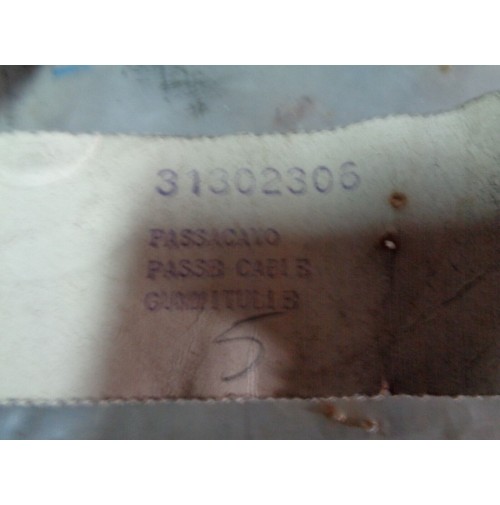 31302306
PASSACAVO
PASSE CABLE
GUMMITULLE
5